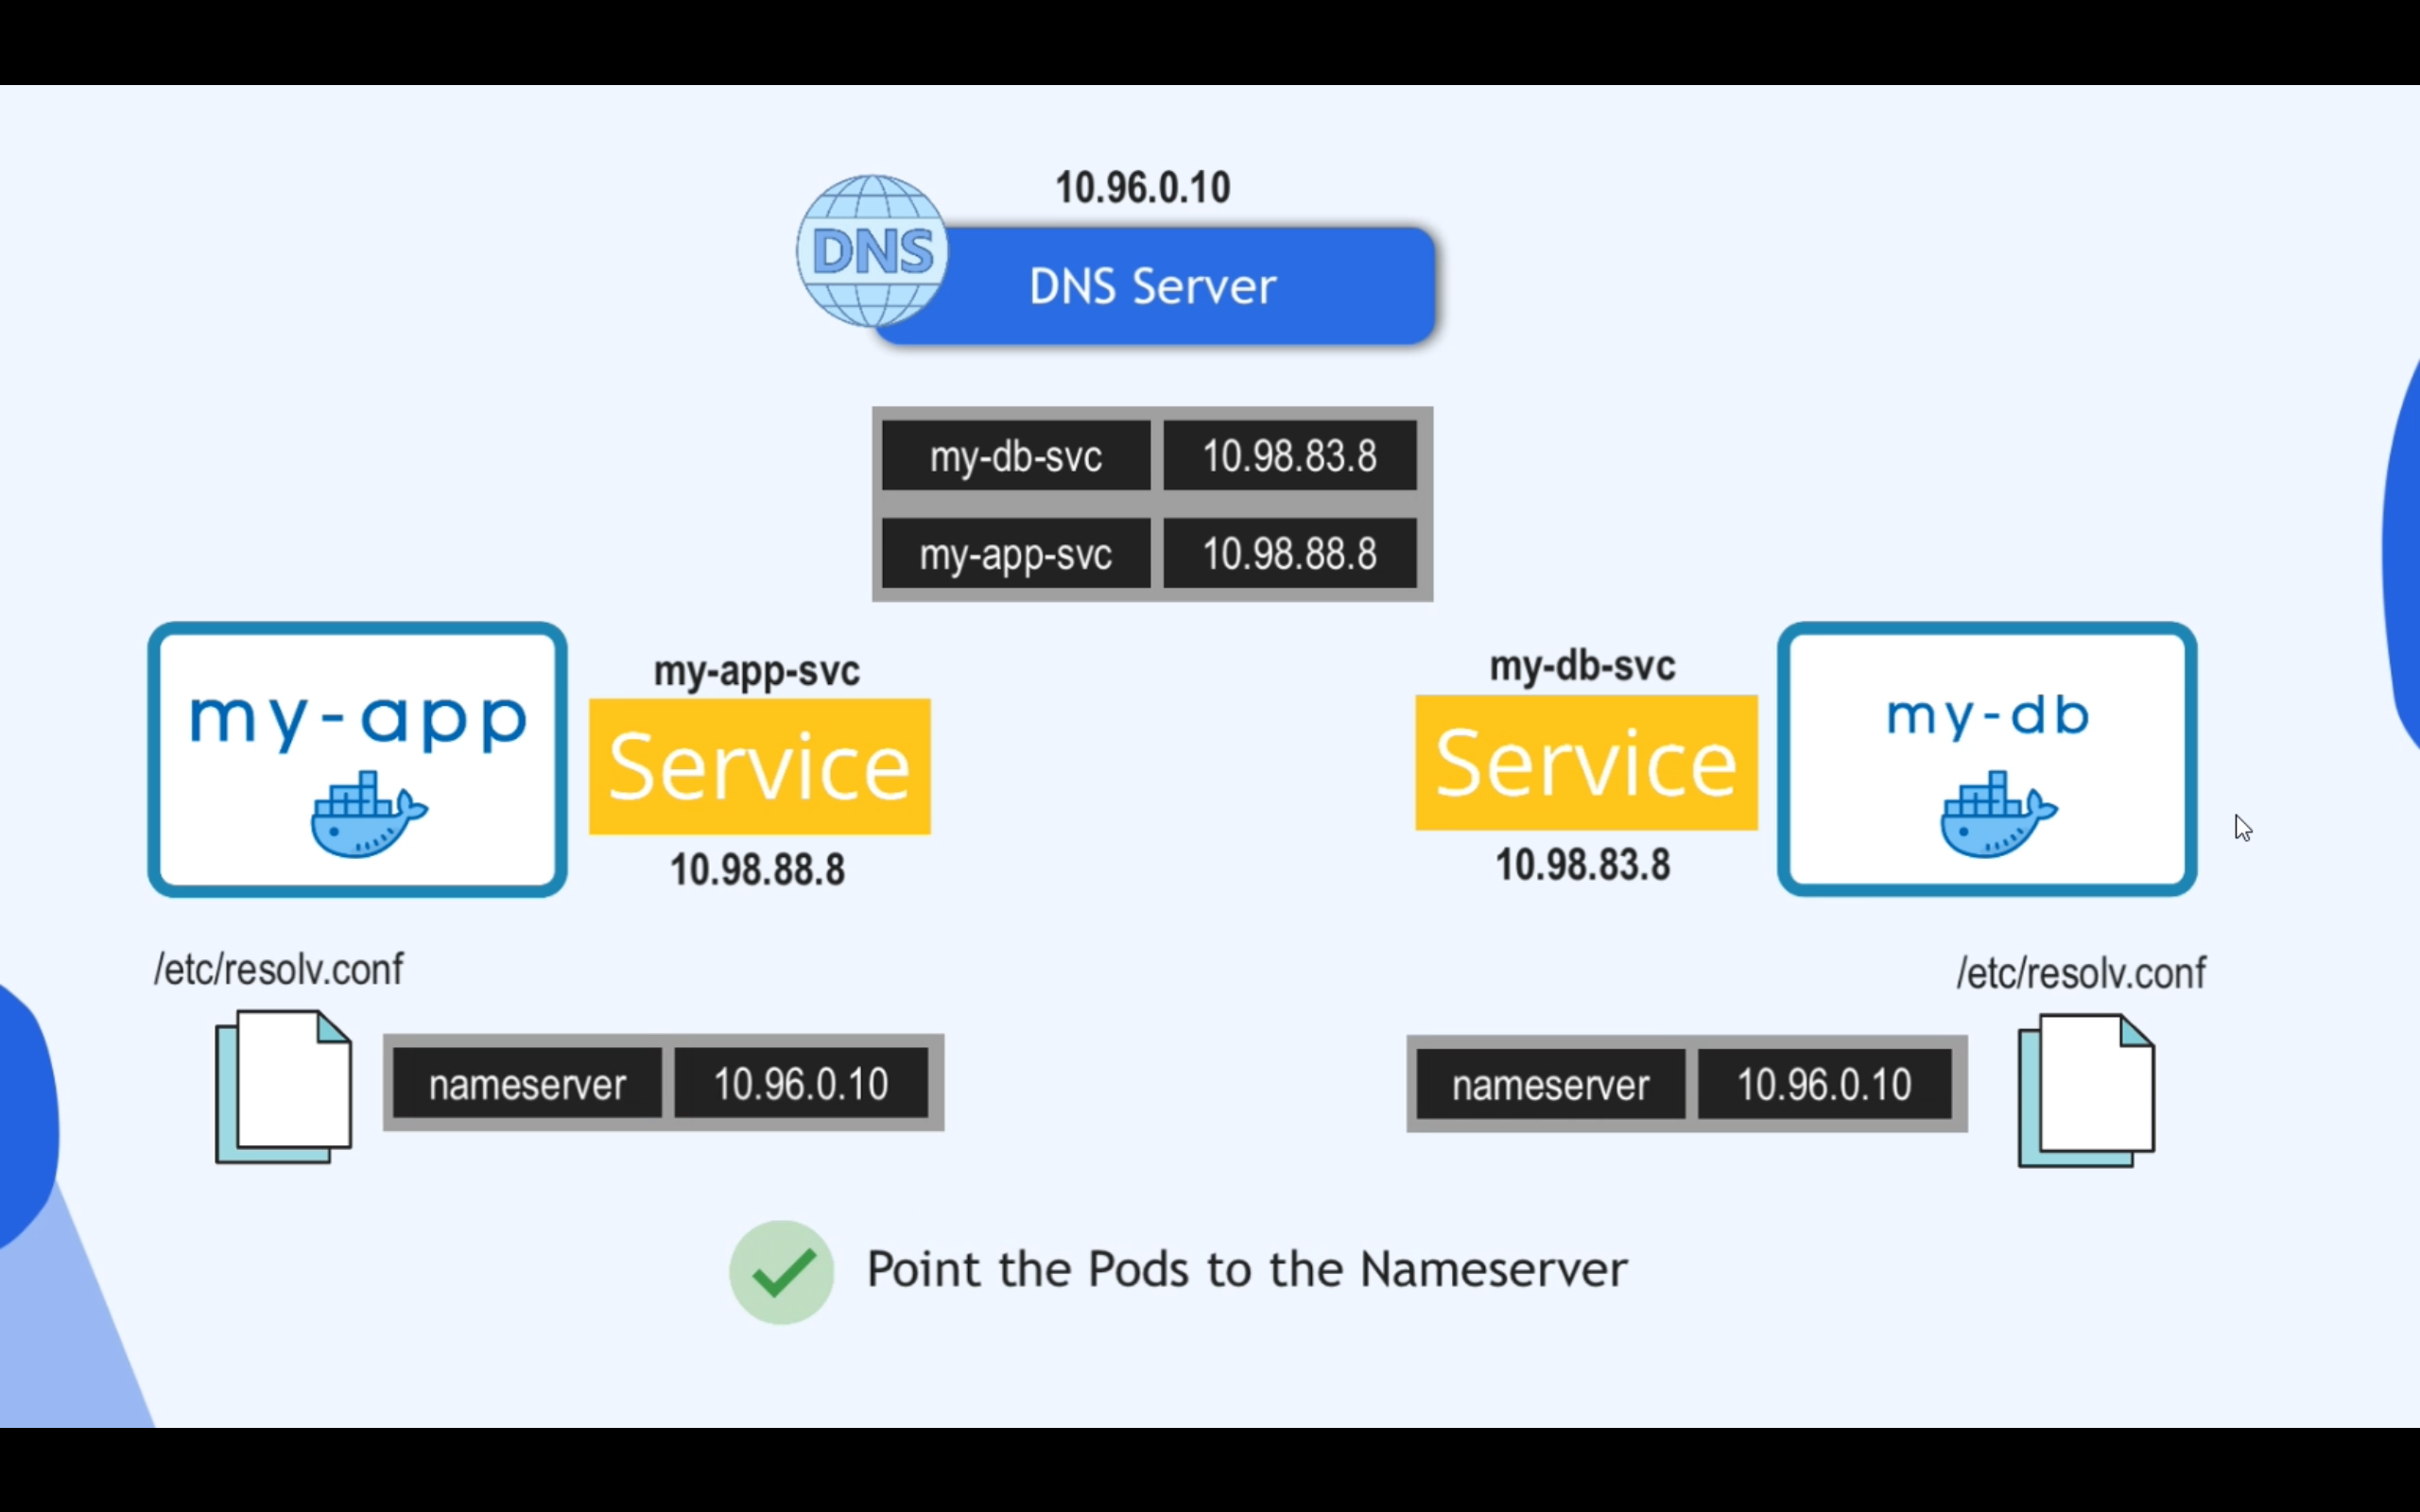 10.96.0.10
DNS
DNS Server
my-db-svc 10.98.83.8
my-app-svc 10.98.88.8
my-app
my-app-svc
Service
10.98.88.8
my-db-svc
Service
10.98.83.8
my-db
/etc/resolv.conf
nameserver 10.96.0.10
/etc/resolv.conf
nameserver 10.96.0.10
Point the Pods to the Nameserver